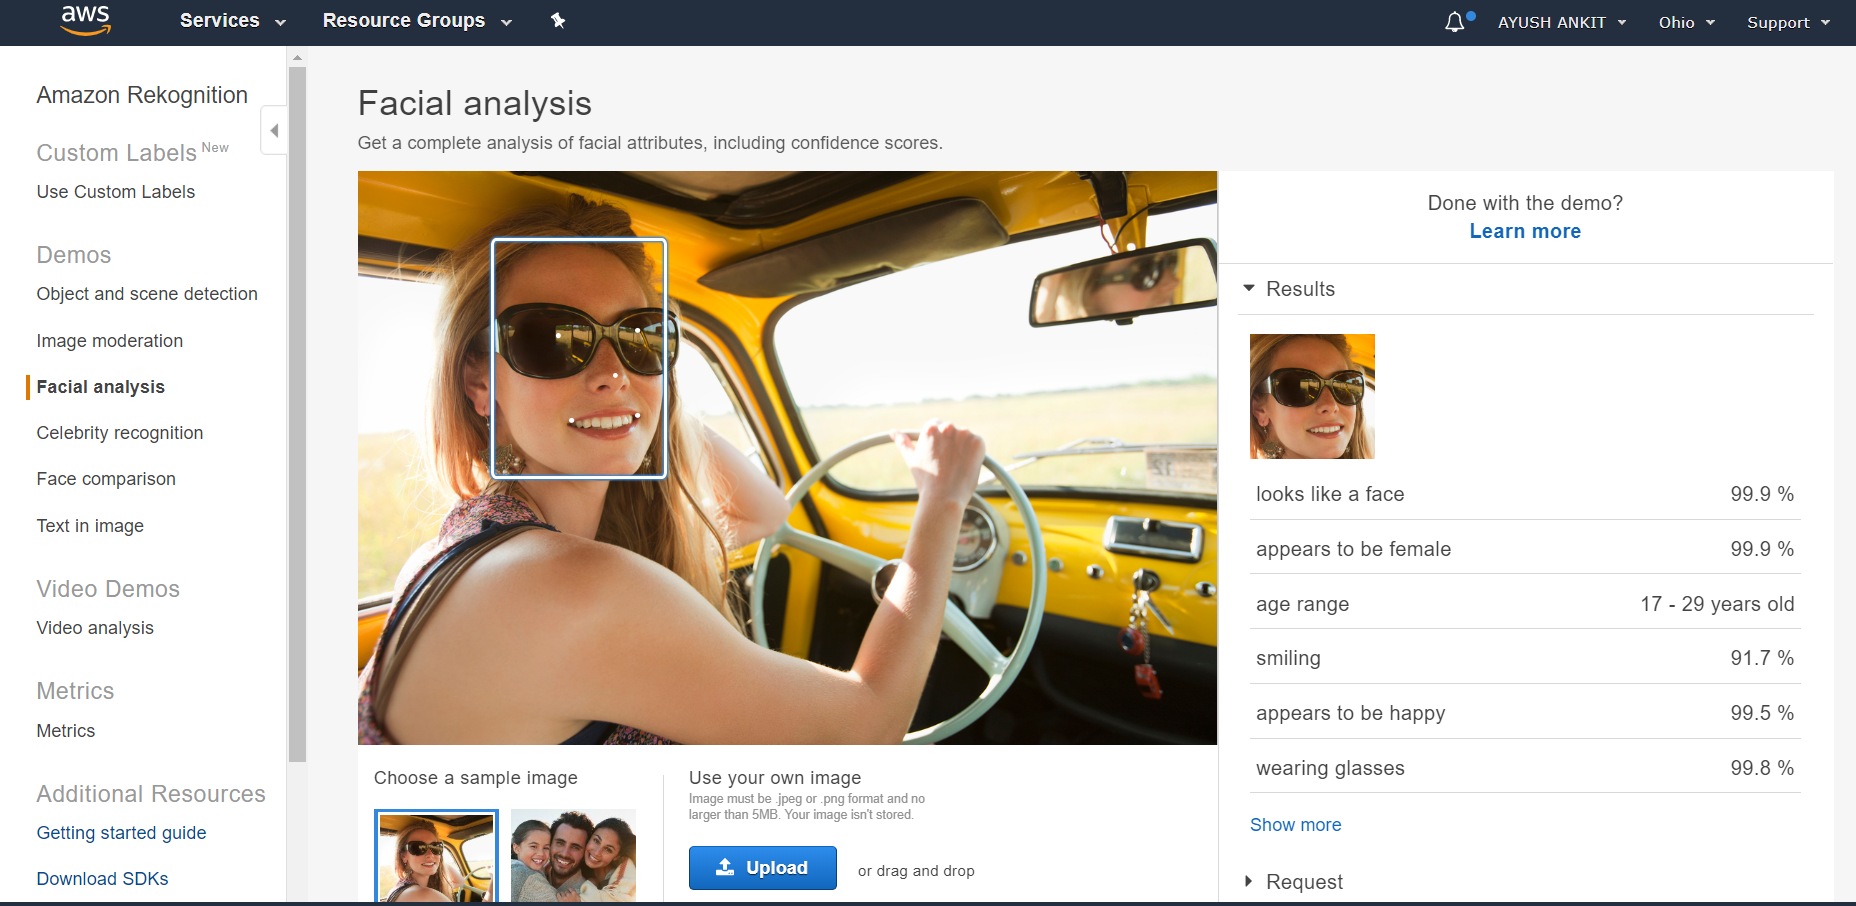 aws
Services
Resource Groups
AYUSH ANKIT
Ohio
Support
Amazon Rekognition
Custom Labels New
Use Custom Labels
Demos
Object and scene detection
Image moderation
Facial analysis
Celebrity recognition
Face comparison
Text in image
Video Demos
Video analysis
Metrics
Metrics
Additional Resources
Getting started guide
Download SDKs
Facial analysis
Get a complete analysis of facial attributes, including confidence scores.
12
Choose a sample image
Use your own image
Image must be .jpeg or .png format and no
larger than 5MB. Your image isn't stored.
Upload
or drag and drop
Done with the demo?
Learn more
Results
looks like a face 99.9 %
appears to be female 99.9 %
age range 17 - 29 years old
smiling 91.7 %
appears to be happy 99.5 %
wearing glasses 99.8 %
Show more
Request